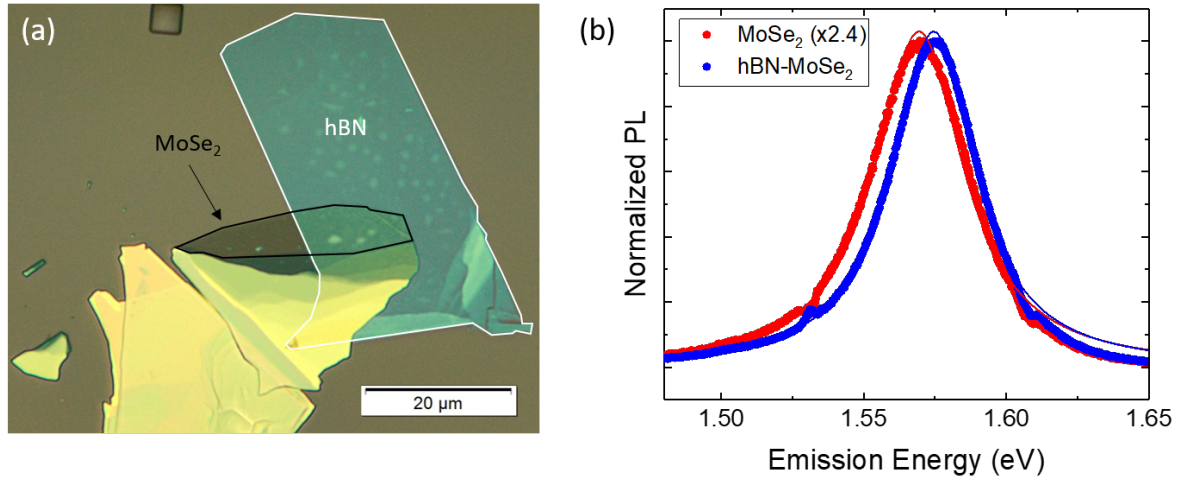 (a)
hBN
MoSe₂
20 μm
(b)
MoSe₂ (x2.4)
hBN-MoSe₂
Normalized PL
1.50 1.55 1.60 1.65
Emission Energy (eV)